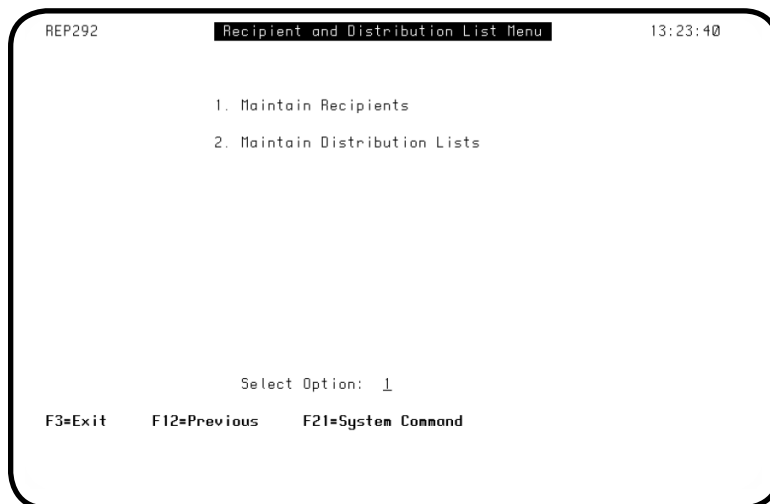 REP292 Recipient and Distribution List Menu 13:23:40
1. Maintain Recipients
2. Maintain Distribution Lists
Select Option: 1
F3=Exit F12=Previous F21=System Command